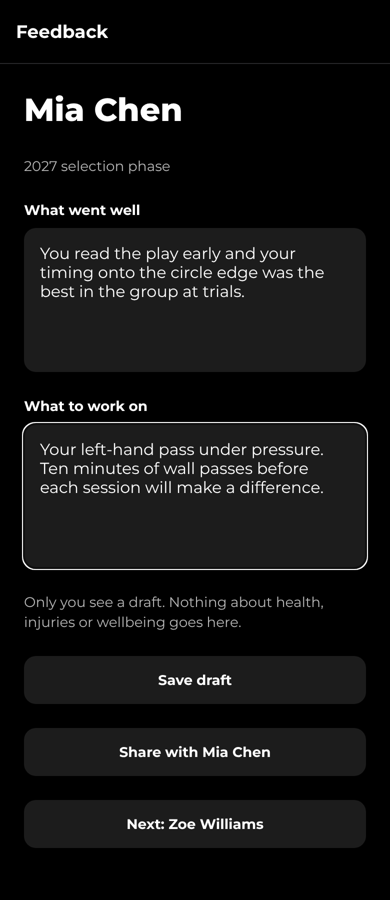 Feedback
Mia Chen
2027 selection phase
What went well
You read the play early and your
timing onto the circle edge was the
best in the group at trials.
What to work on
Your left-hand pass under pressure.
Ten minutes of wall passes before
each session will make a difference.
Only you see a draft. Nothing about health,
injuries or wellbeing goes here.
Save draft
Share with Mia Chen
Next: Zoe Williams